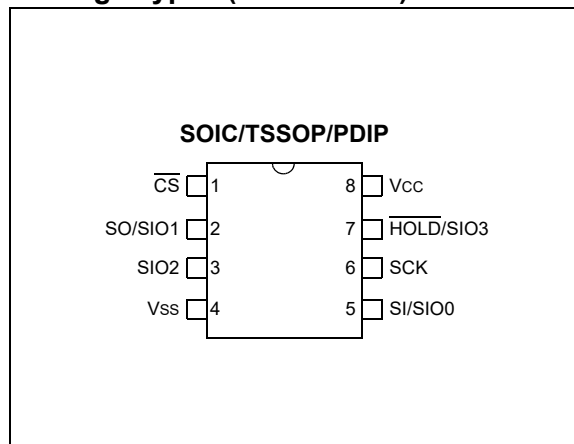 SOIC/TSSOP/PDIP
CS 1 8 Vcc
SO/SIO1 2 7 HOLD/SIO3
SIO2 3 6 SCK
Vss 4 5 SI/SIO0